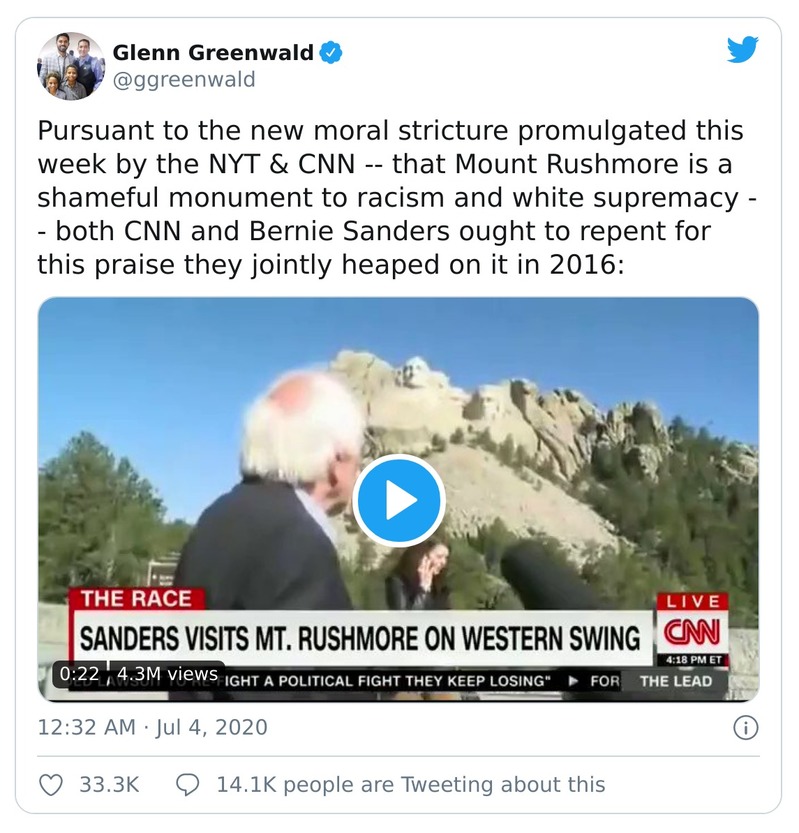 Glenn Greenwald
@ggreenwald
Pursuant to the new moral stricture promulgated this
week by the NYT & CNN -- that Mount Rushmore is a
shameful monument to racism and white supremacy -
- both CNN and Bernie Sanders ought to repent for
this praise they jointly heaped on it in 2016:
THE RACE
LIVE
SANDERS VISITS MT. RUSHMORE ON WESTERN SWING
CNN
4:18 PM ET
0:22 4.3M views
IGHT A POLITICAL FIGHT THEY KEEP LOSING" ▶ FOR THE LEAD
12:32 AM · Jul 4, 2020
33.3K 14.1K people are Tweeting about this